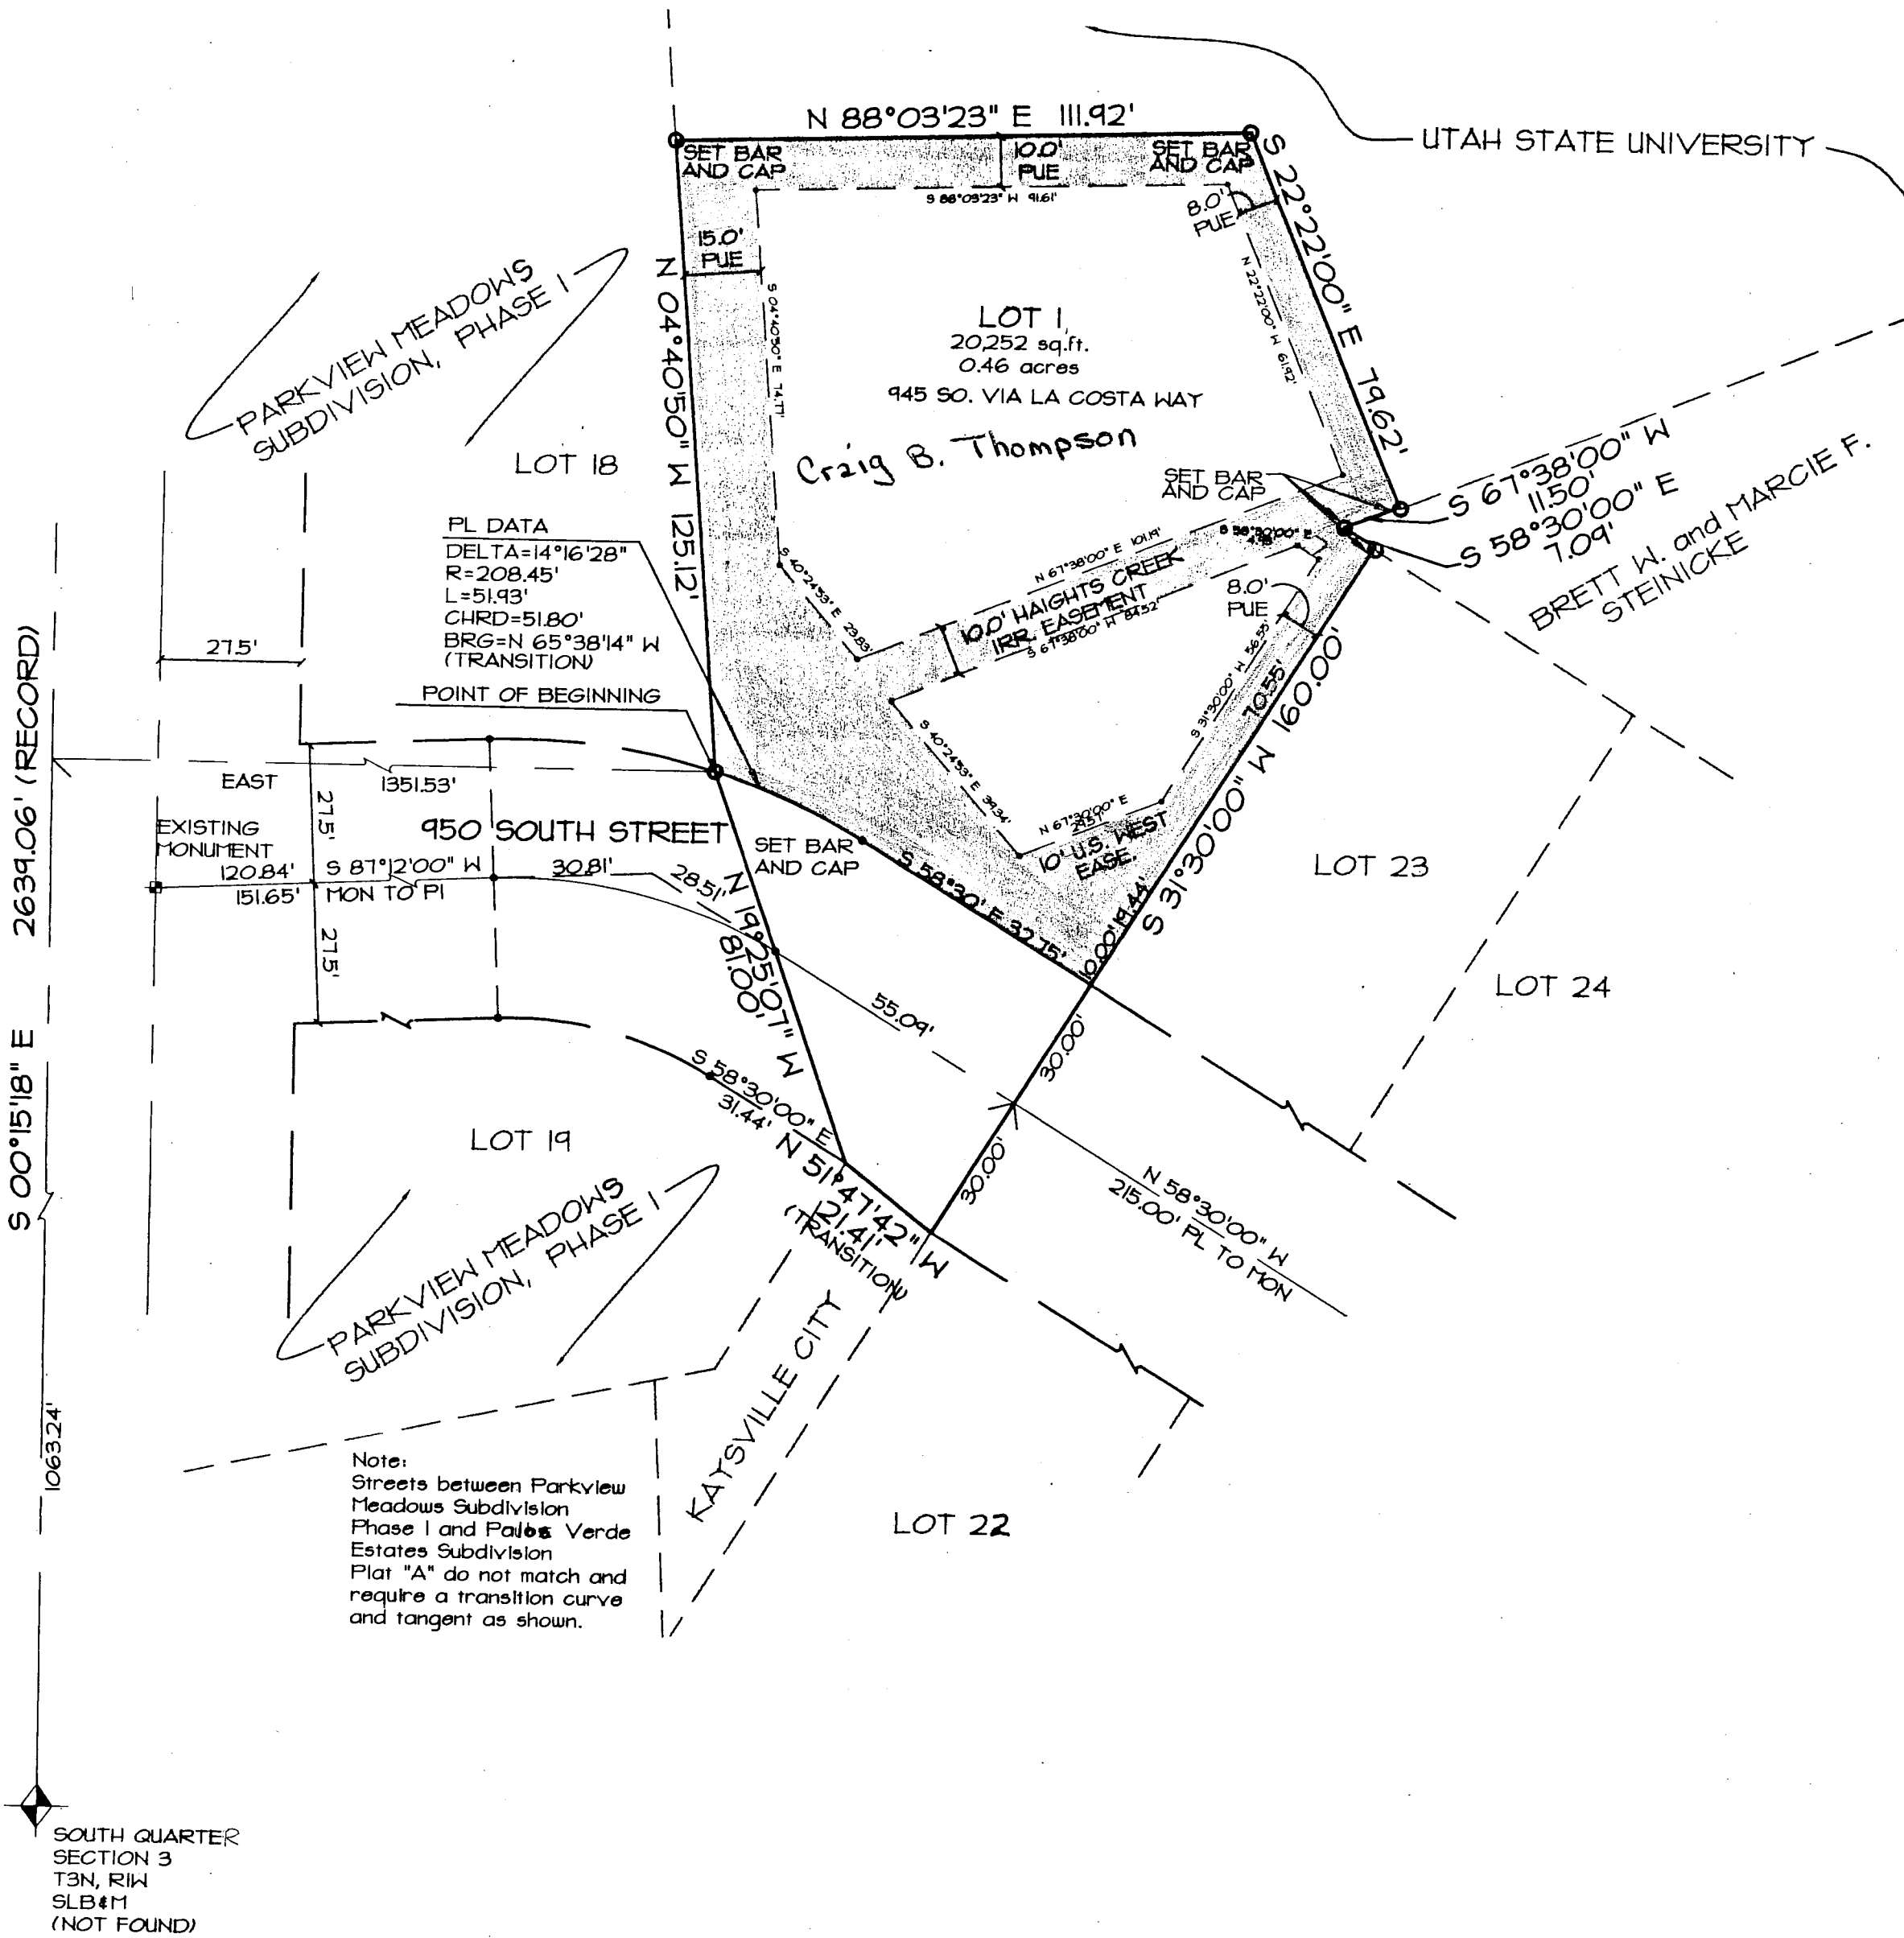 N 88°03'23" E 111.92'
UTAH STATE UNIVERSITY
SET BAR
AND CAP
10.0'
PUE
SET BAR
AND CAP
S 88°03'23" W 91.61'
8.0'
PUE
S 22°22'00" E 79.62'
N 22°22'00" W 61.92'
15.0'
PUE
N 04°40'50" W 125.12'
S 04°40'50" E 74.77'
PARKVIEW MEADOWS
SUBDIVISION, PHASE 1
LOT 1
20,252 sq.ft.
0.46 acres
945 SO. VIA LA COSTA WAY
Craig B. Thompson
LOT 18
SET BAR
AND CAP
S 67°38'00" W
11.50'
S 58°30'00" E
7.09'
BRETT W. and MARCIE F.
STEINICKE
PL DATA
DELTA=14°16'28"
R=208.45'
L=51.93'
CHRD=51.80'
BRG=N 65°38'14" W
(TRANSITION)
POINT OF BEGINNING
S 40°24'53" E 23.83'
N 67°38'00" E 101.19'
10.0' HAIGHTS CREEK
IRR. EASEMENT
S 67°38'00" W 84.52'
S 58°30'00" E
8.0'
PUE
S 31°30'00" W 56.55'
70.55'
S 31°30'00" W 160.00'
S 40°24'53" E 39.34'
N 67°30'00" E
29.57'
10' U.S. WEST
EASE.
10.00'
19.44'
27.5'
2639.06' (RECORD)
EAST
1351.53'
27.5'
EXISTING
MONUMENT
120.84'
151.65'
S 87°12'00" W
MON TO PI
950 SOUTH STREET
30.81'
28.51'
SET BAR
AND CAP
S 58°30' E 32.75'
27.5'
N 19°25'07" W
81.00'
LOT 23
LOT 24
55.09'
30.00'
30.00'
S 00°15'18" E
S 58°30'00" E
31.44'
N 51°47'42" W
21.41'
(TRANSITION)
LOT 19
N 58°30'00" W
215.00' PL TO MON
PARKVIEW MEADOWS
SUBDIVISION, PHASE 1
KAYSVILLE CITY
1063.24'
Note:
Streets between Parkview
Meadows Subdivision
Phase 1 and Palos Verde
Estates Subdivision
Plat "A" do not match and
require a transition curve
and tangent as shown.
LOT 22
SOUTH QUARTER
SECTION 3
T3N, R1W
SLB&M
(NOT FOUND)